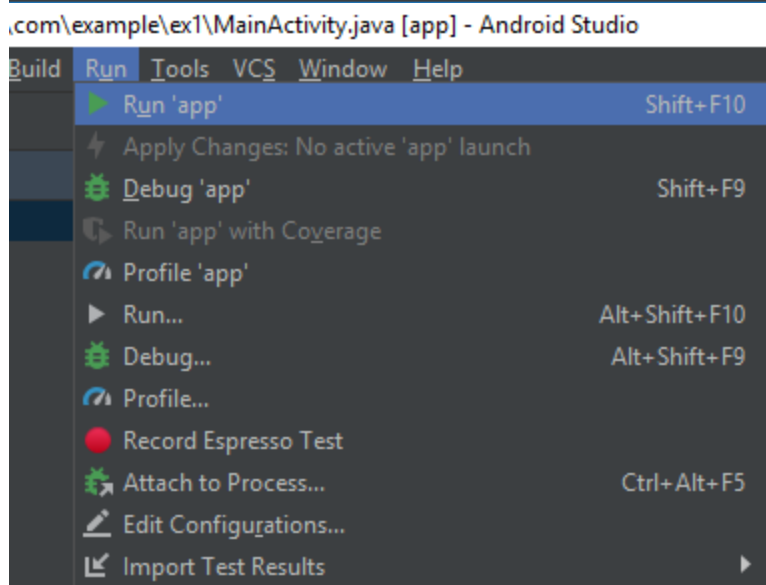 \com\example\ex1\MainActivity.java [app] - Android Studio
Build Run Tools VCS Window Help
Run 'app' Shift+F10
Apply Changes: No active 'app' launch
Debug 'app' Shift+F9
Run 'app' with Coverage
Profile 'app'
Run... Alt+Shift+F10
Debug... Alt+Shift+F9
Profile...
Record Espresso Test
Attach to Process... Ctrl+Alt+F5
Edit Configurations...
Import Test Results